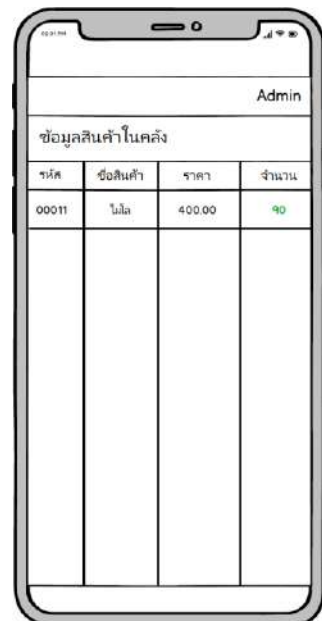 Admin
ข้อมูลสินค้าในคลัง
รหัส ชื่อสินค้า ราคา จำนวน
00011 ไมโล 400.00 90